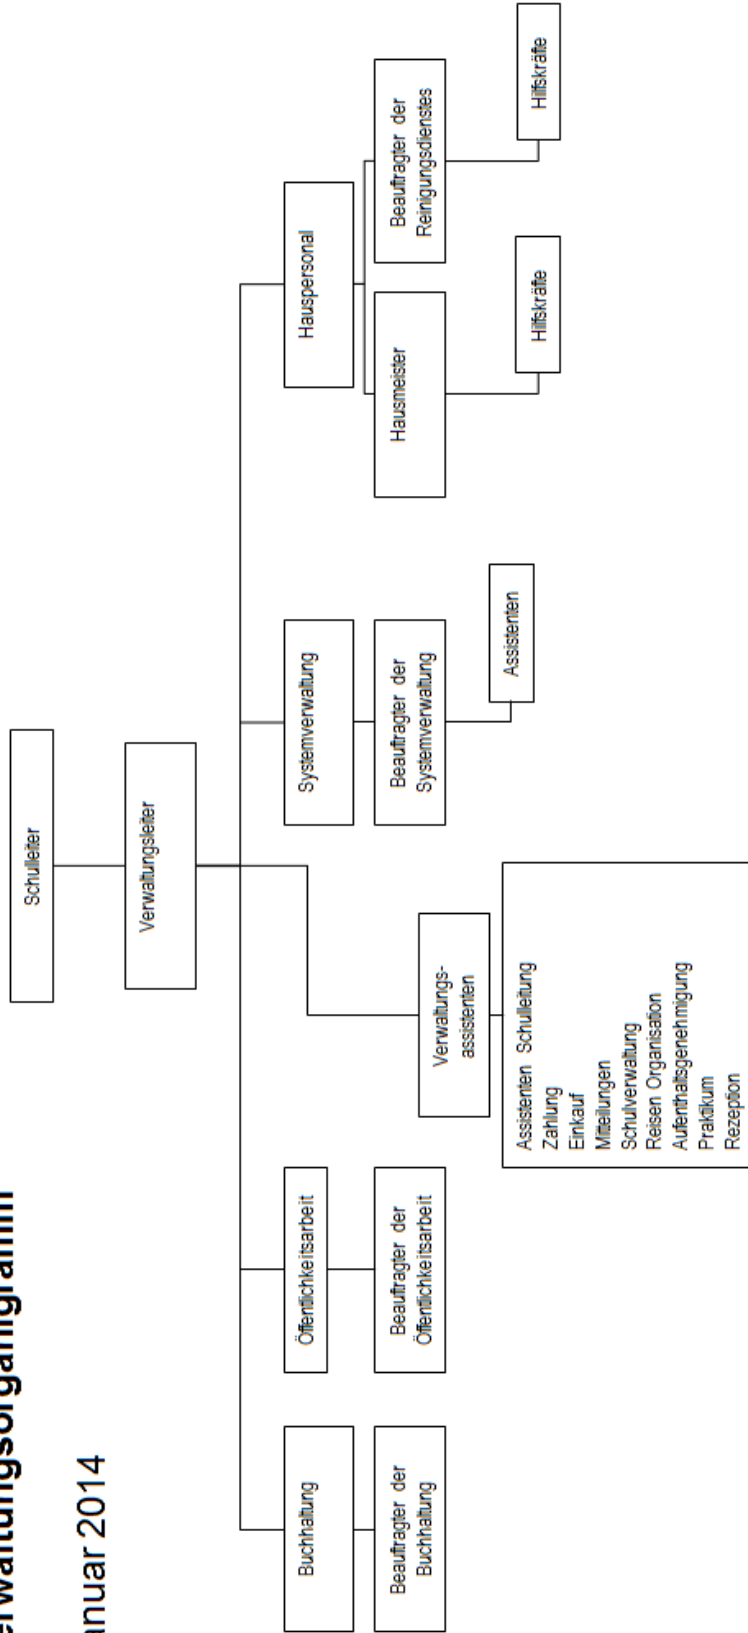 erwaltungsorganigramm
anuar 2014
Schulleiter
Verwaltungsleiter
Buchhaltung
Öffentlichkeitsarbeit
Systemverwaltung
Hauspersonal
Beauftragter der
Buchhaltung
Beauftragter der
Öffentlichkeitsarbeit
Verwaltungs-
assistenten
Beauftragter der
Systemverwaltung
Hausmeister
Beauftragter der
Reinigungsdienstes
Assistenten Schulleitung
Zahlung
Einkauf
Mitteilungen
Schulverwaltung
Reisen Organisation
Aufenthaltsgenehmigung
Praktikum
Rezeption
Assistenten
Hilfskräfte
Hilfskräfte